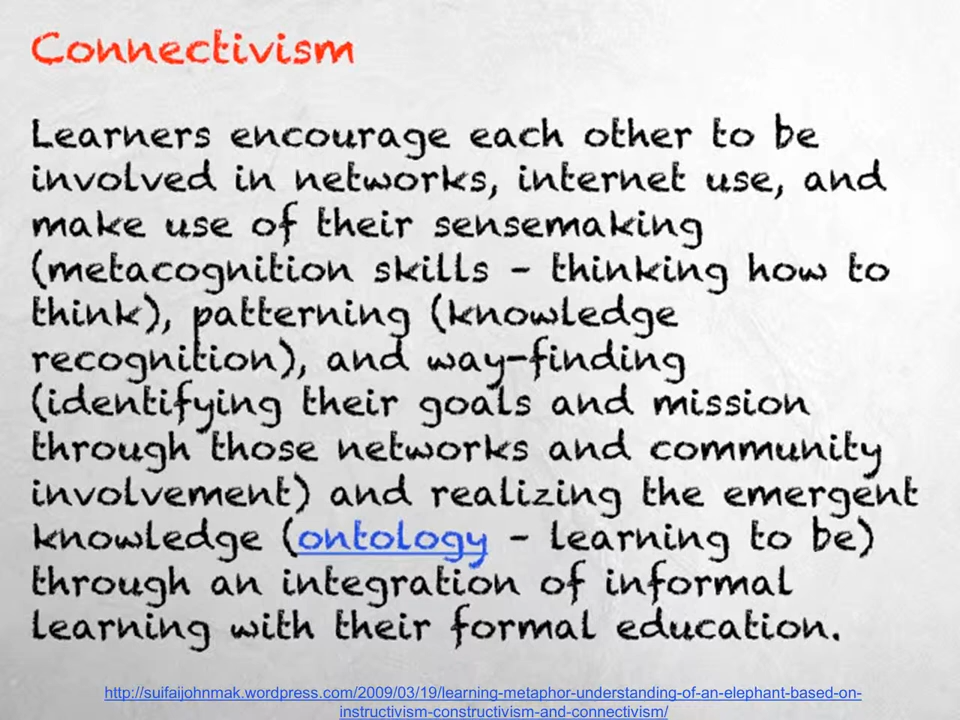 Connectivism
Learners encourage each other to be
involved in networks, internet use, and
make use of their sensemaking
(metacognition skills - thinking how to
think), patterning (knowledge
recognition), and way-finding
(identifying their goals and mission
through those networks and community
involvement) and realizing the emergent
knowledge (ontology - learning to be)
through an integration of informal
learning with their formal education.
http://suifaijohnmak.wordpress.com/2009/03/19/learning-metaphor-understanding-of-an-elephant-based-on-
instructivism-constructivism-and-connectivism/